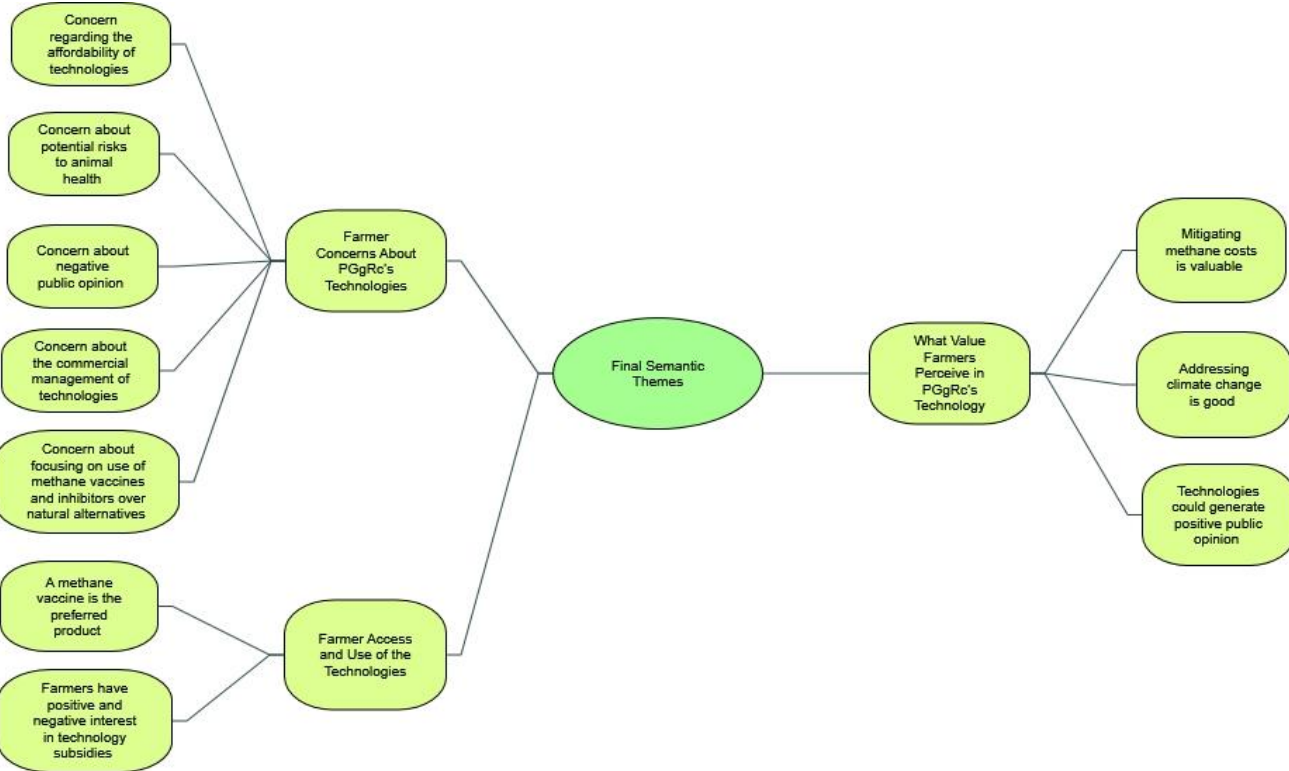 Concern
regarding the
affordability of
technologies
Concern about
potential risks
to animal
health
Concern about
negative
public opinion
Concern about
the commercial
management of
technologies
Concern about
focusing on use of
methane vaccines
and inhibitors over
natural alternatives
A methane
vaccine is the
preferred
product
Farmers have
positive and
negative interest
in technology
subsidies
Farmer
Concerns About
PGgRc's
Technologies
Farmer Access
and Use of the
Technologies
Final Semantic
Themes
What Value
Farmers
Perceive in
PGgRc's
Technology
Mitigating
methane costs
is valuable
Addressing
climate change
is good
Technologies
could generate
positive public
opinion